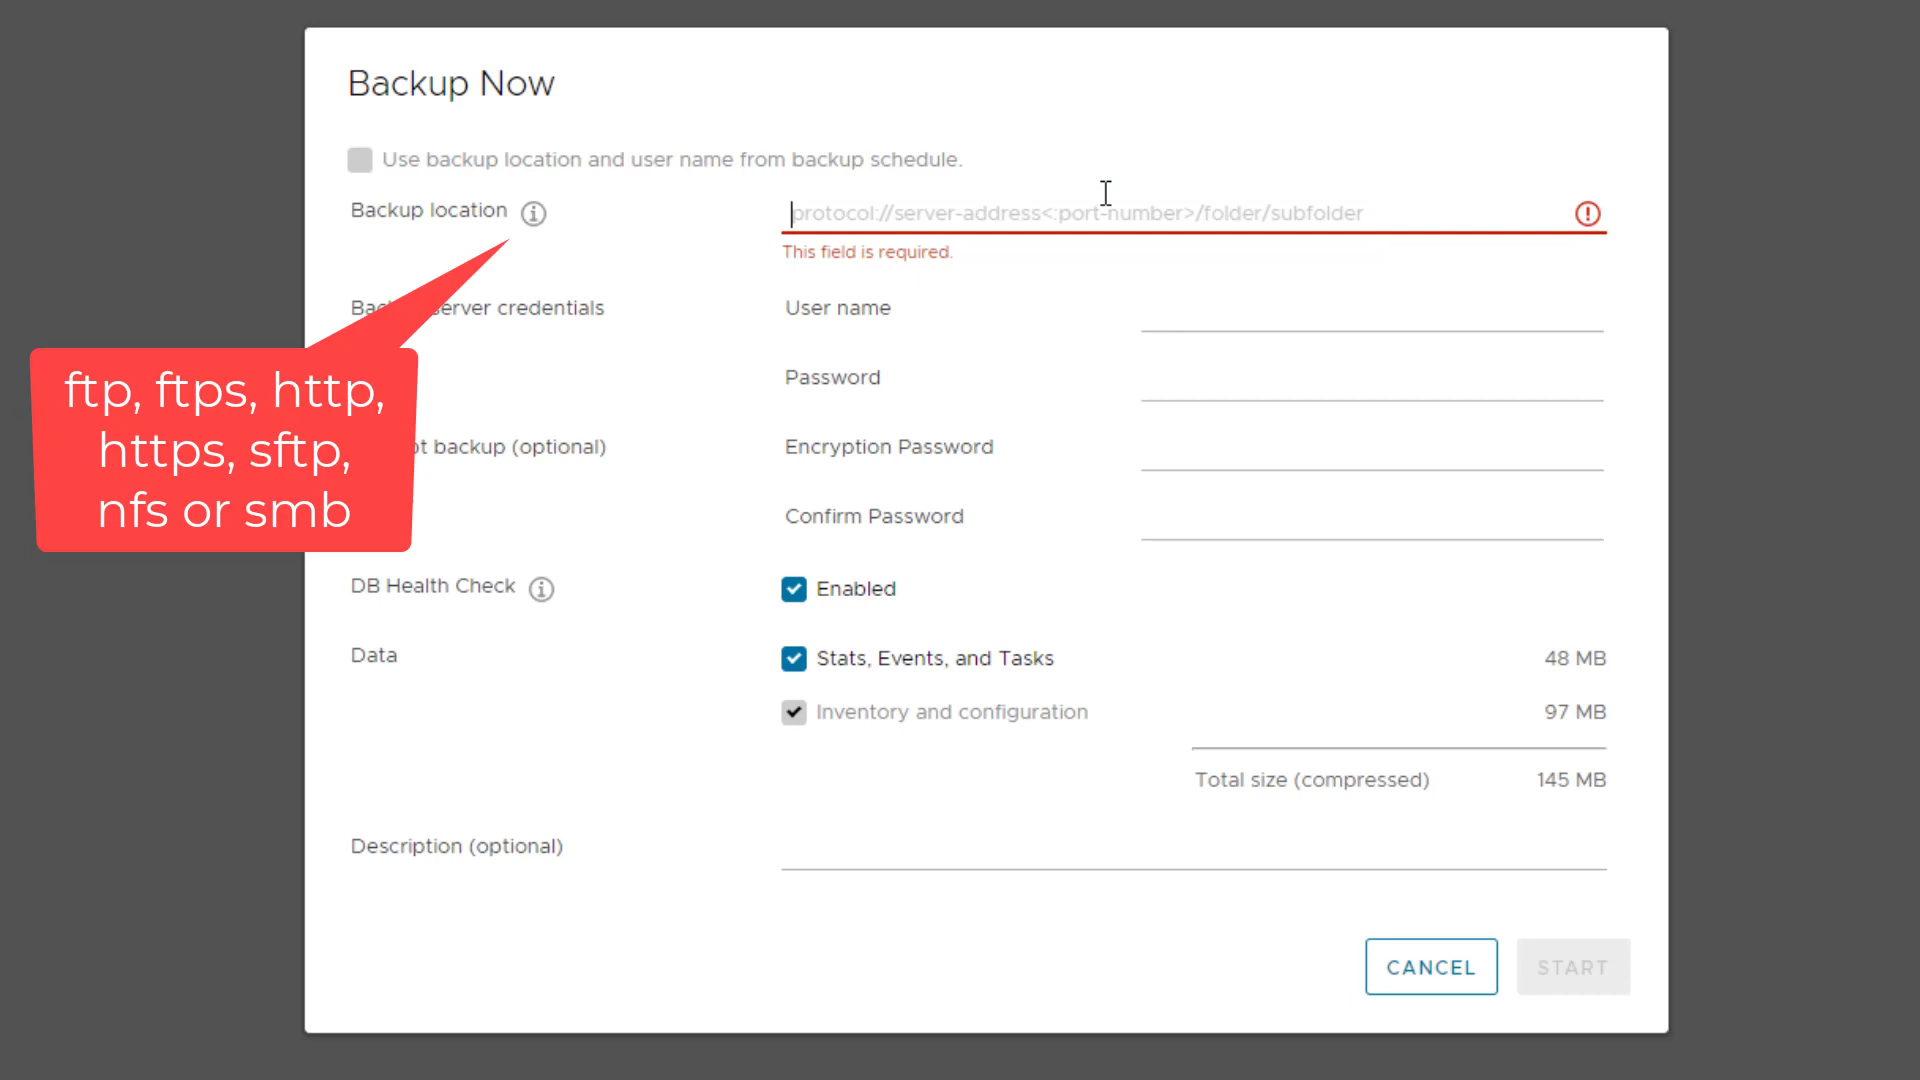 Backup Now
Use backup location and user name from backup schedule.
Backup location
protocol://server-address<:port-number>/folder/subfolder
This field is required.
server credentials
User name
Password
backup (optional)
Encryption Password
Confirm Password
ftp, ftps, http,
https, sftp,
nfs or smb
DB Health Check
Enabled
Data
Stats, Events, and Tasks
48 MB
Inventory and configuration
97 MB
Total size (compressed)
145 MB
Description (optional)
CANCEL
START